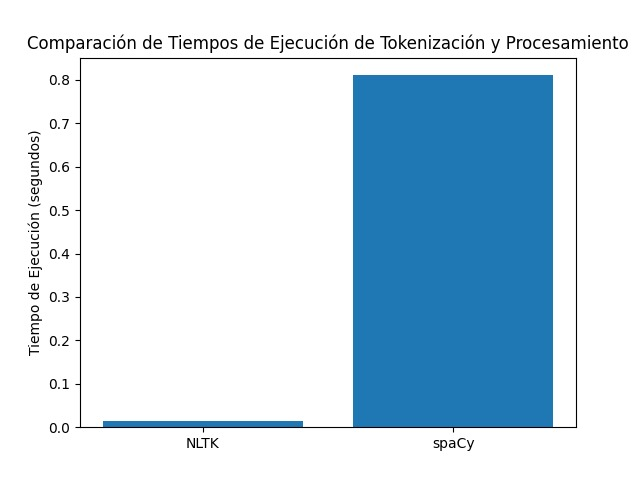 Comparación de Tiempos de Ejecución de Tokenización y Procesamiento
Tiempo de Ejecución (segundos)
0.8
0.7
0.6
0.5
0.4
0.3
0.2
0.1
0.0
NLTK
spaCy